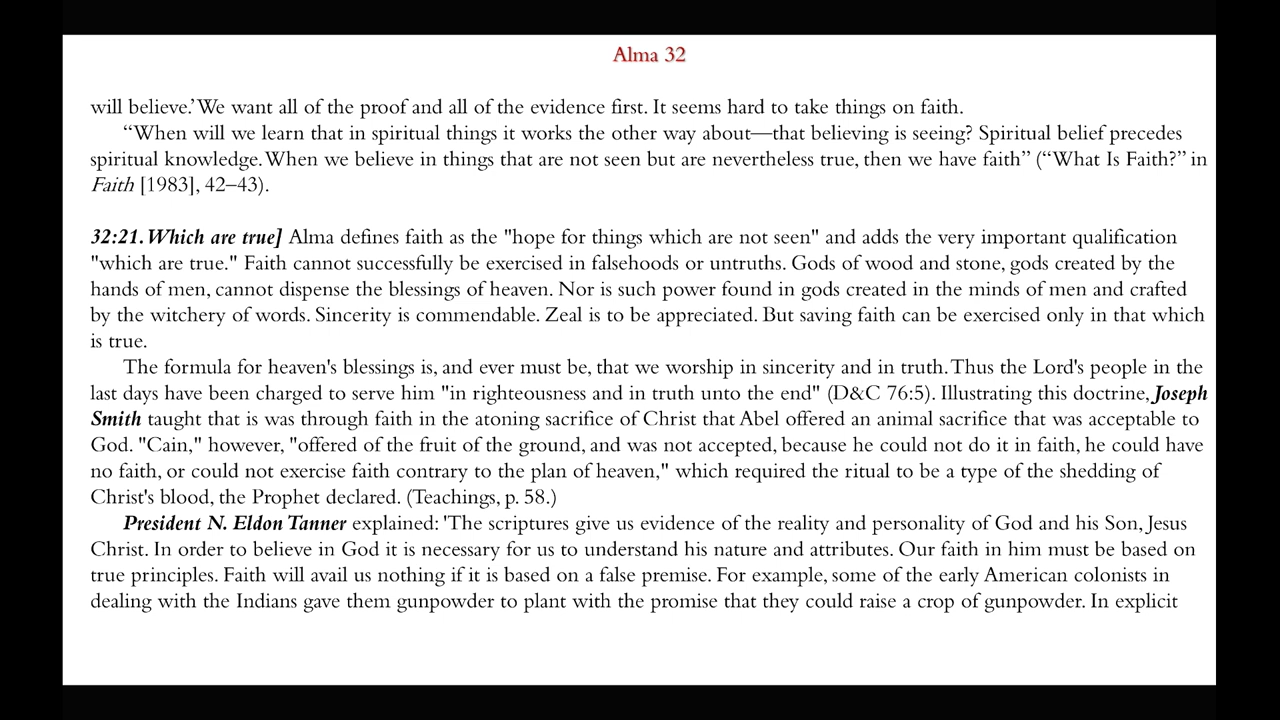 Alma 32
will believe.’ We want all of the proof and all of the evidence first. It seems hard to take things on faith.
“When will we learn that in spiritual things it works the other way about—that believing is seeing? Spiritual belief precedes
spiritual knowledge. When we believe in things that are not seen but are nevertheless true, then we have faith” (“What Is Faith?” in
Faith [1983], 42–43).
32:21. Which are true] Alma defines faith as the "hope for things which are not seen" and adds the very important qualification
"which are true." Faith cannot successfully be exercised in falsehoods or untruths. Gods of wood and stone, gods created by the
hands of men, cannot dispense the blessings of heaven. Nor is such power found in gods created in the minds of men and crafted
by the witchery of words. Sincerity is commendable. Zeal is to be appreciated. But saving faith can be exercised only in that which
is true.
The formula for heaven's blessings is, and ever must be, that we worship in sincerity and in truth. Thus the Lord's people in the
last days have been charged to serve him "in righteousness and in truth unto the end" (D&C 76:5). Illustrating this doctrine, Joseph
Smith taught that is was through faith in the atoning sacrifice of Christ that Abel offered an animal sacrifice that was acceptable to
God. "Cain," however, "offered of the fruit of the ground, and was not accepted, because he could not do it in faith, he could have
no faith, or could not exercise faith contrary to the plan of heaven," which required the ritual to be a type of the shedding of
Christ's blood, the Prophet declared. (Teachings, p. 58.)
President N. Eldon Tanner explained: 'The scriptures give us evidence of the reality and personality of God and his Son, Jesus
Christ. In order to believe in God it is necessary for us to understand his nature and attributes. Our faith in him must be based on
true principles. Faith will avail us nothing if it is based on a false premise. For example, some of the early American colonists in
dealing with the Indians gave them gunpowder to plant with the promise that they could raise a crop of gunpowder. In explicit